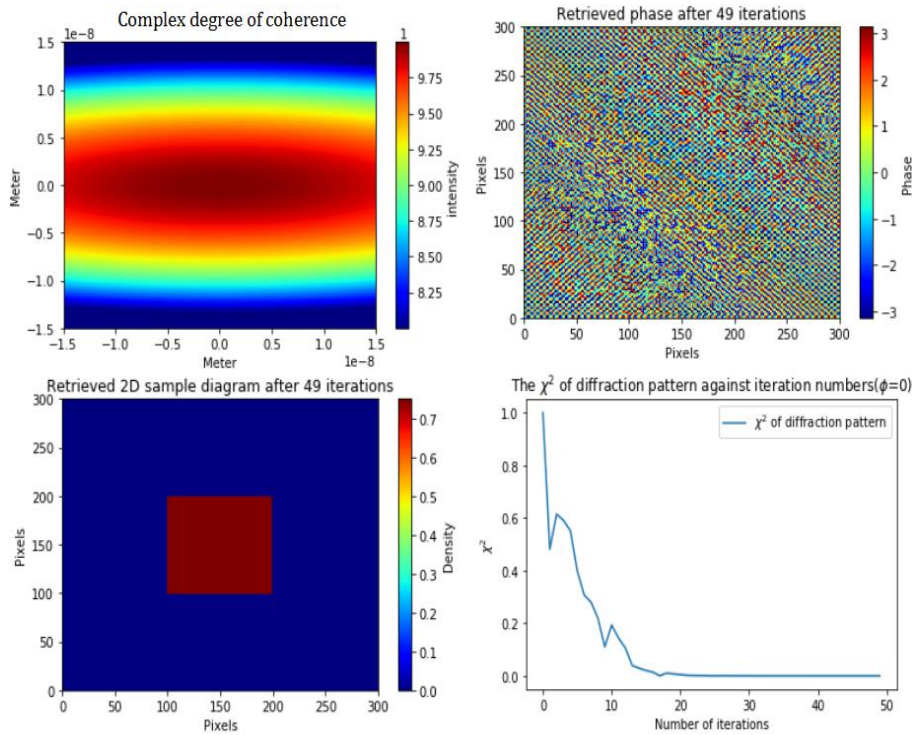 Complex degree of coherence
1e-8
1.5
1.0
0.5
0.0
-0.5
-1.0
-1.5
Meter
-1.5 -1.0 -0.5 0.0 0.5 1.0 1.5
Meter
1e-8
1
9.75
9.50
9.25
9.00
8.75
8.50
8.25
intensity
Retrieved phase after 49 iterations
300
250
200
150
100
50
0
Pixels
0 50 100 150 200 250 300
Pixels
3
2
1
0
-1
-2
-3
Phase
Retrieved 2D sample diagram after 49 iterations
300
250
200
150
100
50
0
Pixels
0 50 100 150 200 250 300
Pixels
0.7
0.6
0.5
0.4
0.3
0.2
0.1
0.0
Density
The χ² of diffraction pattern against iteration numbers(ϕ=0)
χ² of diffraction pattern
1.0
0.8
0.6
0.4
0.2
0.0
χ²
0 10 20 30 40 50
Number of iterations